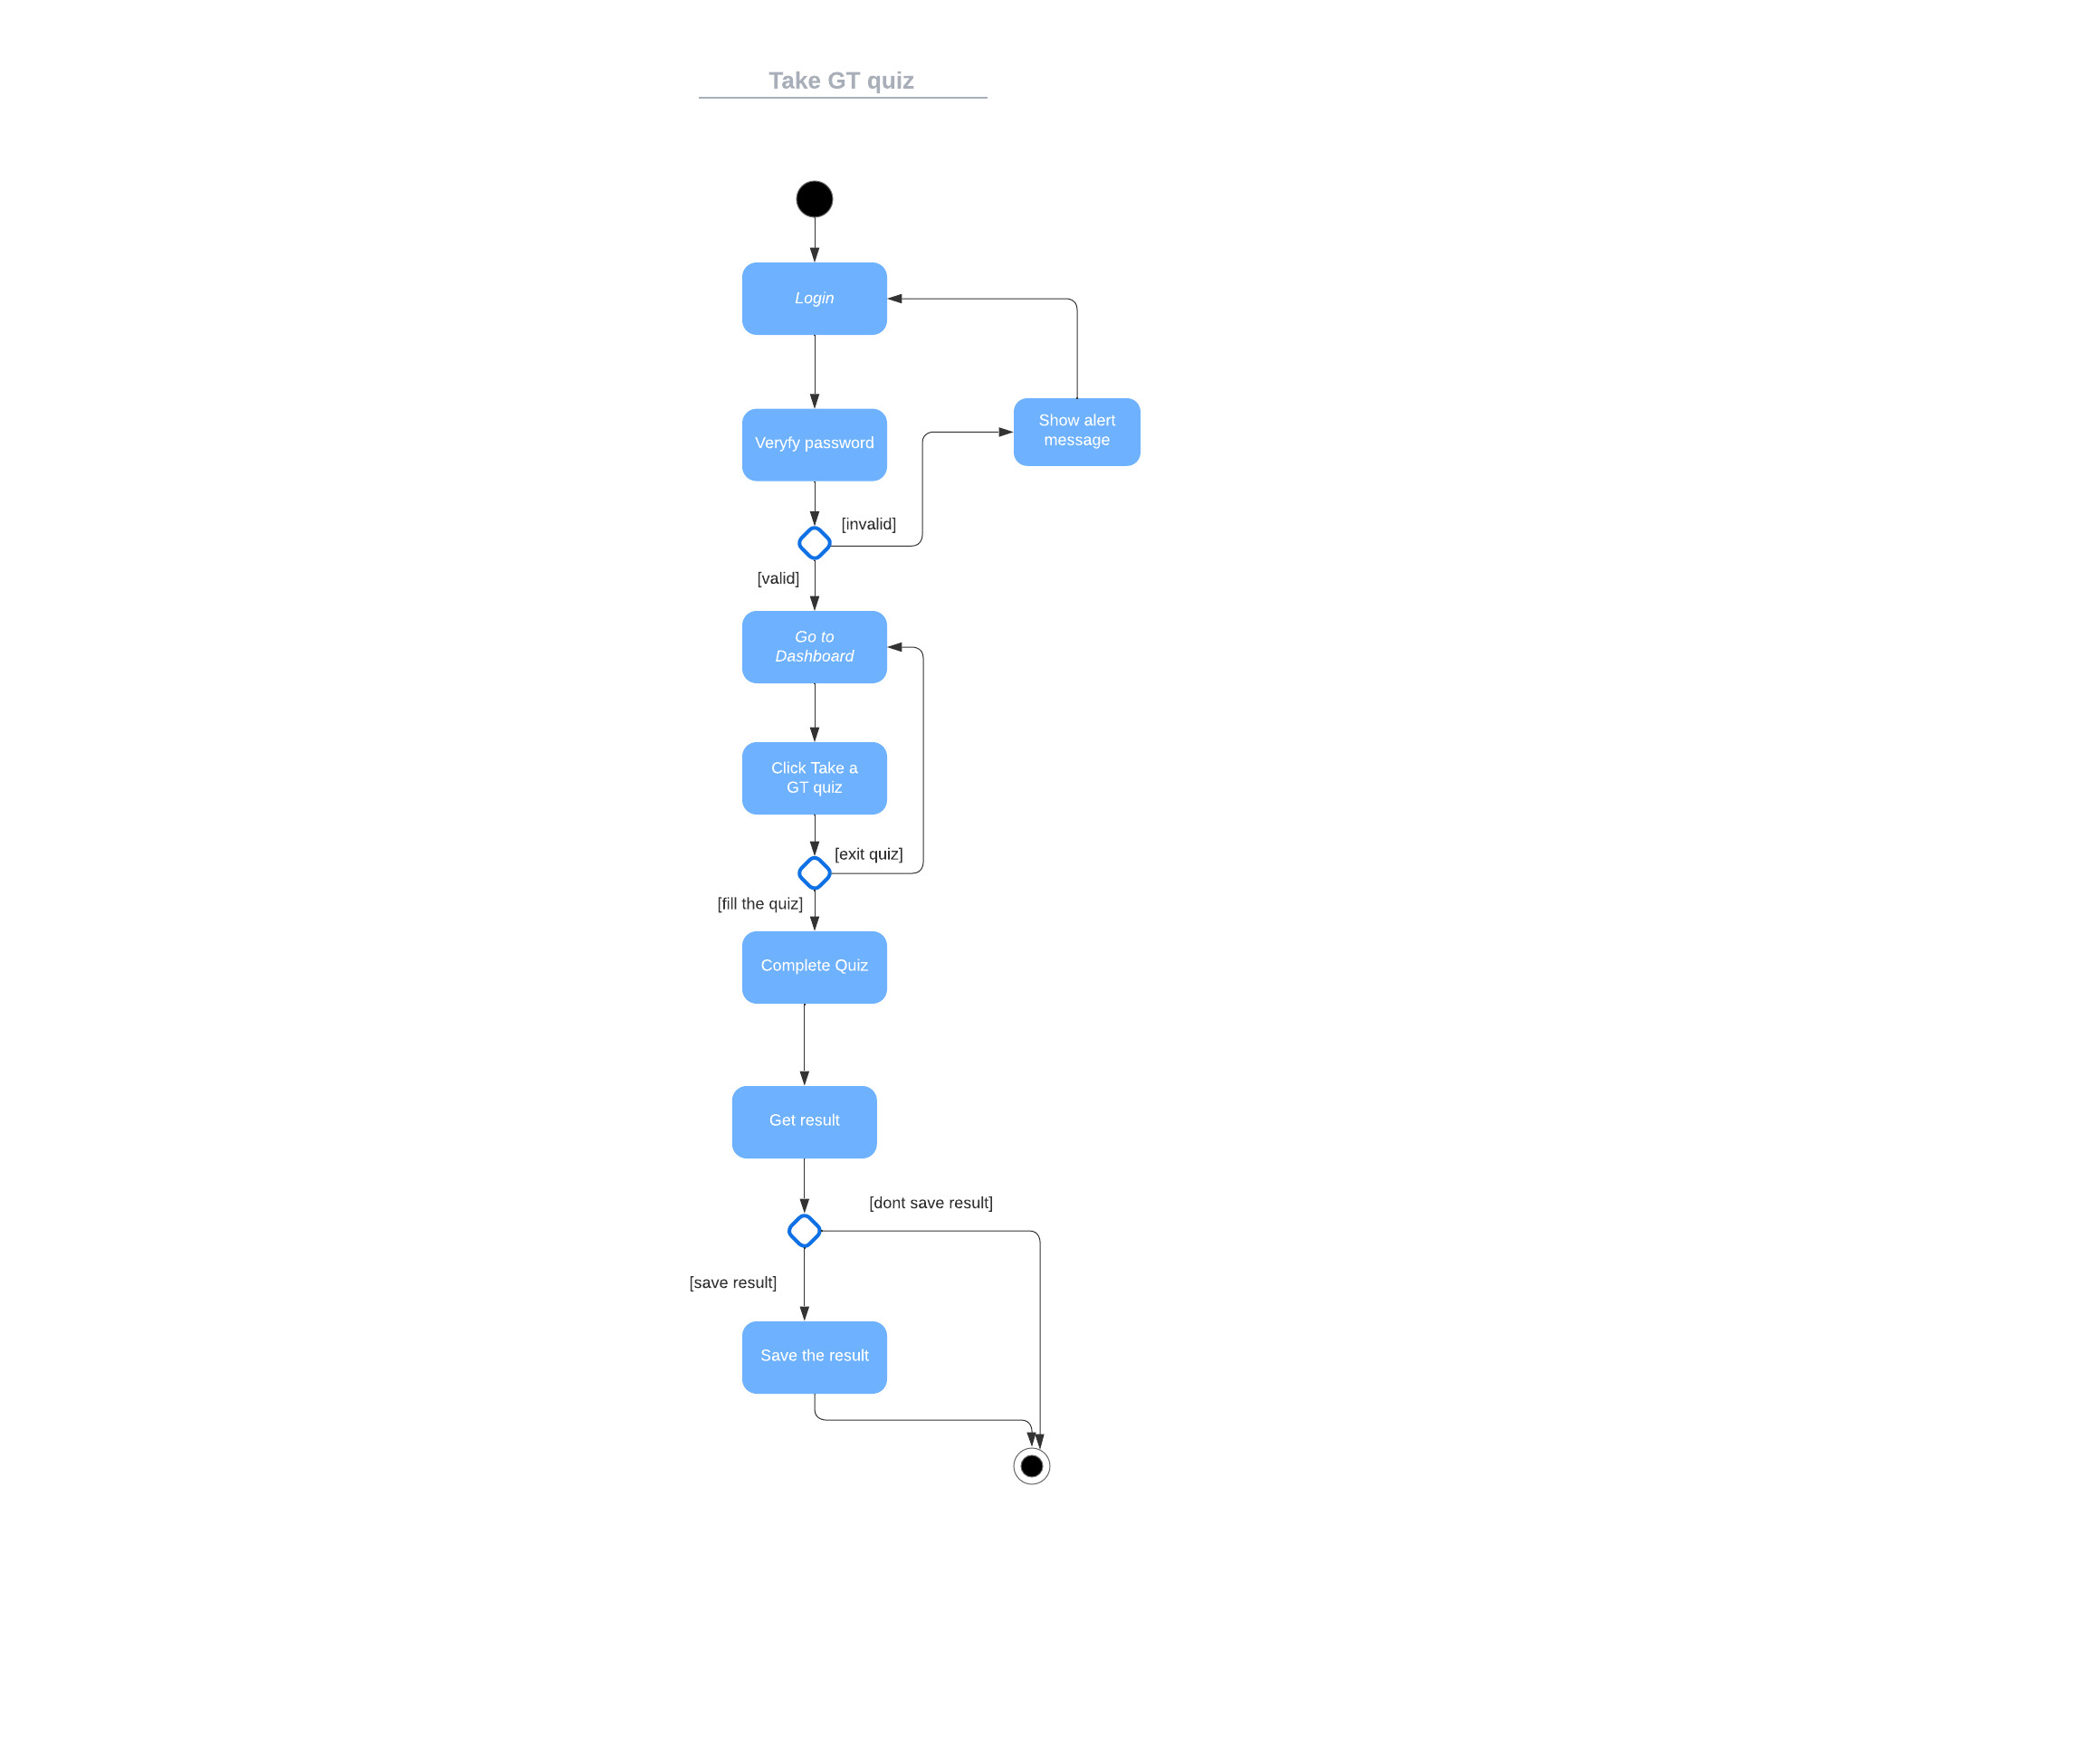 Take GT quiz
Login
Show alert
message
Veryfy password
[invalid]
[valid]
Go to
Dashboard
Click Take a
GT quiz
[exit quiz]
[fill the quiz]
Complete Quiz
Get result
[dont save result]
[save result]
Save the result